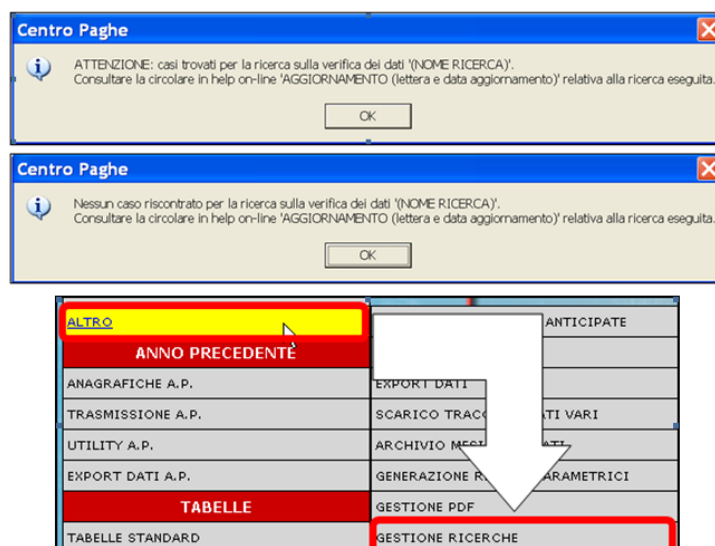 Centro Paghe
ATTENZIONE: casi trovati per la ricerca sulla verifica dei dati '(NOME RICERCA)'.
Consultare la circolare in help on-line 'AGGIORNAMENTO (lettera e data aggiornamento)' relativa alla ricerca eseguita.
OK
Centro Paghe
Nessun caso riscontrato per la ricerca sulla verifica dei dati '(NOME RICERCA)'.
Consultare la circolare in help on-line 'AGGIORNAMENTO (lettera e data aggiornamento)' relativa alla ricerca eseguita.
OK
ALTRO
ANTICIPATE
ANNO PRECEDENTE
ANAGRAFICHE A.P.
EXPORT DATI
TRASMISSIONE A.P.
SCARICO VARI
UTILITY A.P.
ARCHIVIO
EXPORT DATI A.P.
GENERAZIONE
TABELLE
GESTIONE PDF
TABELLE STANDARD
GESTIONE RICERCHE